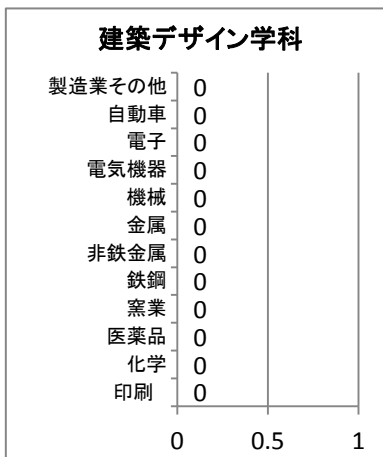 建築デザイン学科
製造業その他 0
自動車 0
電子 0
電気機器 0
機械 0
金属 0
非鉄金属 0
鉄鋼 0
窯業 0
医薬品 0
化学 0
印刷 0
0 0.5 1